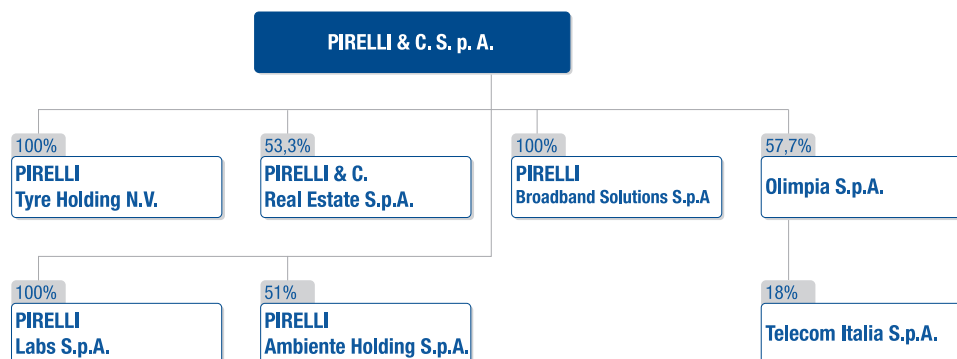 PIRELLI & C. S. p. A.
100%
PIRELLI
Tyre Holding N.V.
53,3%
PIRELLI & C.
Real Estate S.p.A.
100%
PIRELLI
Broadband Solutions S.p.A
57,7%
Olimpia S.p.A.
100%
PIRELLI
Labs S.p.A.
51%
PIRELLI
Ambiente Holding S.p.A.
18%
Telecom Italia S.p.A.